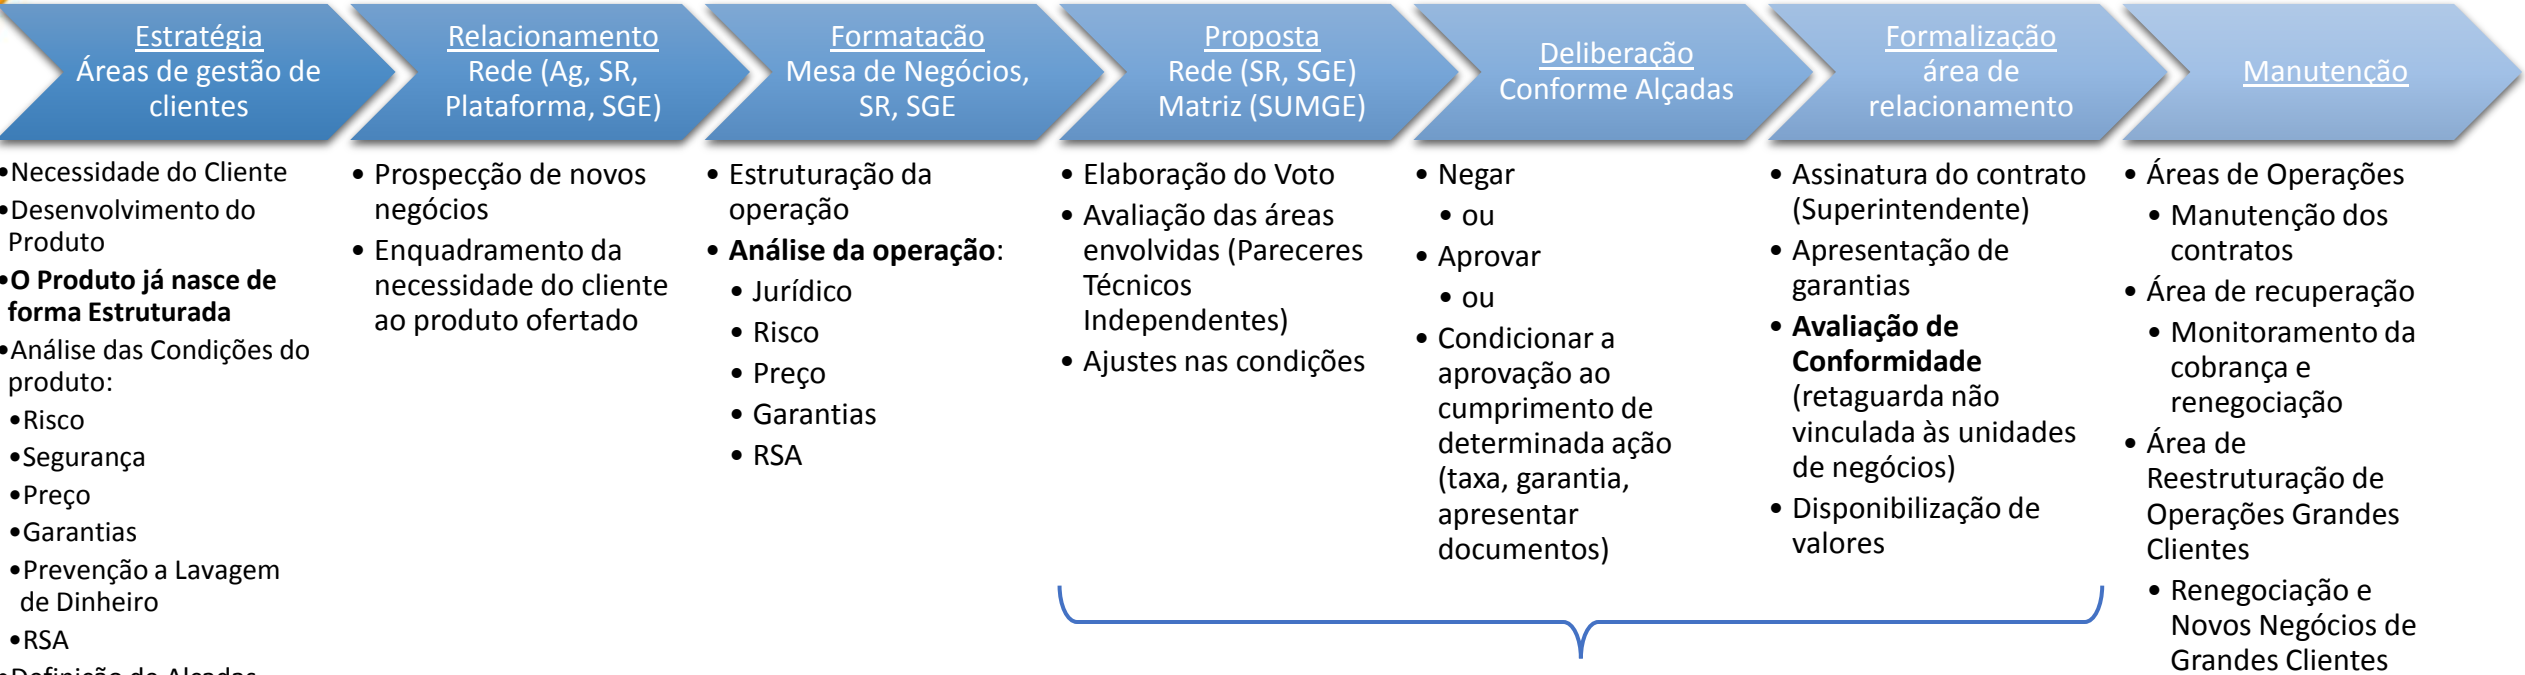 Estratégia
Áreas de gestão de
clientes
Relacionamento
Rede (Ag, SR,
Plataforma, SGE)
Formatação
Mesa de Negócios,
SR, SGE
Proposta
Rede (SR, SGE)
Matriz (SUMGE)
Deliberação
Conforme Alçadas
Formalização
área de
relacionamento
Manutenção
•Necessidade do Cliente
•Desenvolvimento do
Produto
•O Produto já nasce de
forma Estruturada
•Análise das Condições do
produto:
•Risco
•Segurança
•Preço
•Garantias
•Prevenção a Lavagem
de Dinheiro
•RSA
•Definição de Alçadas
• Prospecção de novos
negócios
• Enquadramento da
necessidade do cliente
ao produto ofertado
• Estruturação da
operação
• Análise da operação:
• Jurídico
• Risco
• Preço
• Garantias
• RSA
• Elaboração do Voto
• Avaliação das áreas
envolvidas (Pareceres
Técnicos
Independentes)
• Ajustes nas condições
• Negar
• ou
• Aprovar
• ou
• Condicionar a
aprovação ao
cumprimento de
determinada ação
(taxa, garantia,
apresentar
documentos)
• Assinatura do contrato
(Superintendente)
• Apresentação de
garantias
• Avaliação de
Conformidade
(retaguarda não
vinculada às unidades
de negócios)
• Disponibilização de
valores
• Áreas de Operações
• Manutenção dos
contratos
• Área de recuperação
• Monitoramento da
cobrança e
renegociação
• Área de
Reestruturação de
Operações Grandes
Clientes
• Renegociação e
Novos Negócios de
Grandes Clientes